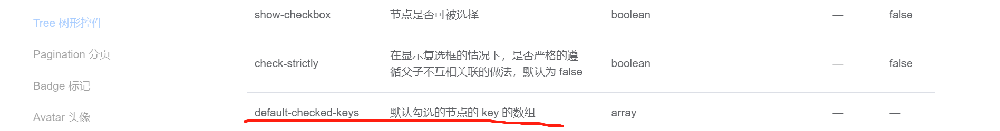 Tree 树形控件
Pagination 分页
Badge 标记
Avatar 头像
show-checkbox 节点是否可被选择 boolean — false
check-strictly 在显示复选框的情况下，是否严格的遵 boolean — false
循父子不互相关联的做法，默认为 false
default-checked-keys 默认勾选的节点的 key 的数组 array — —